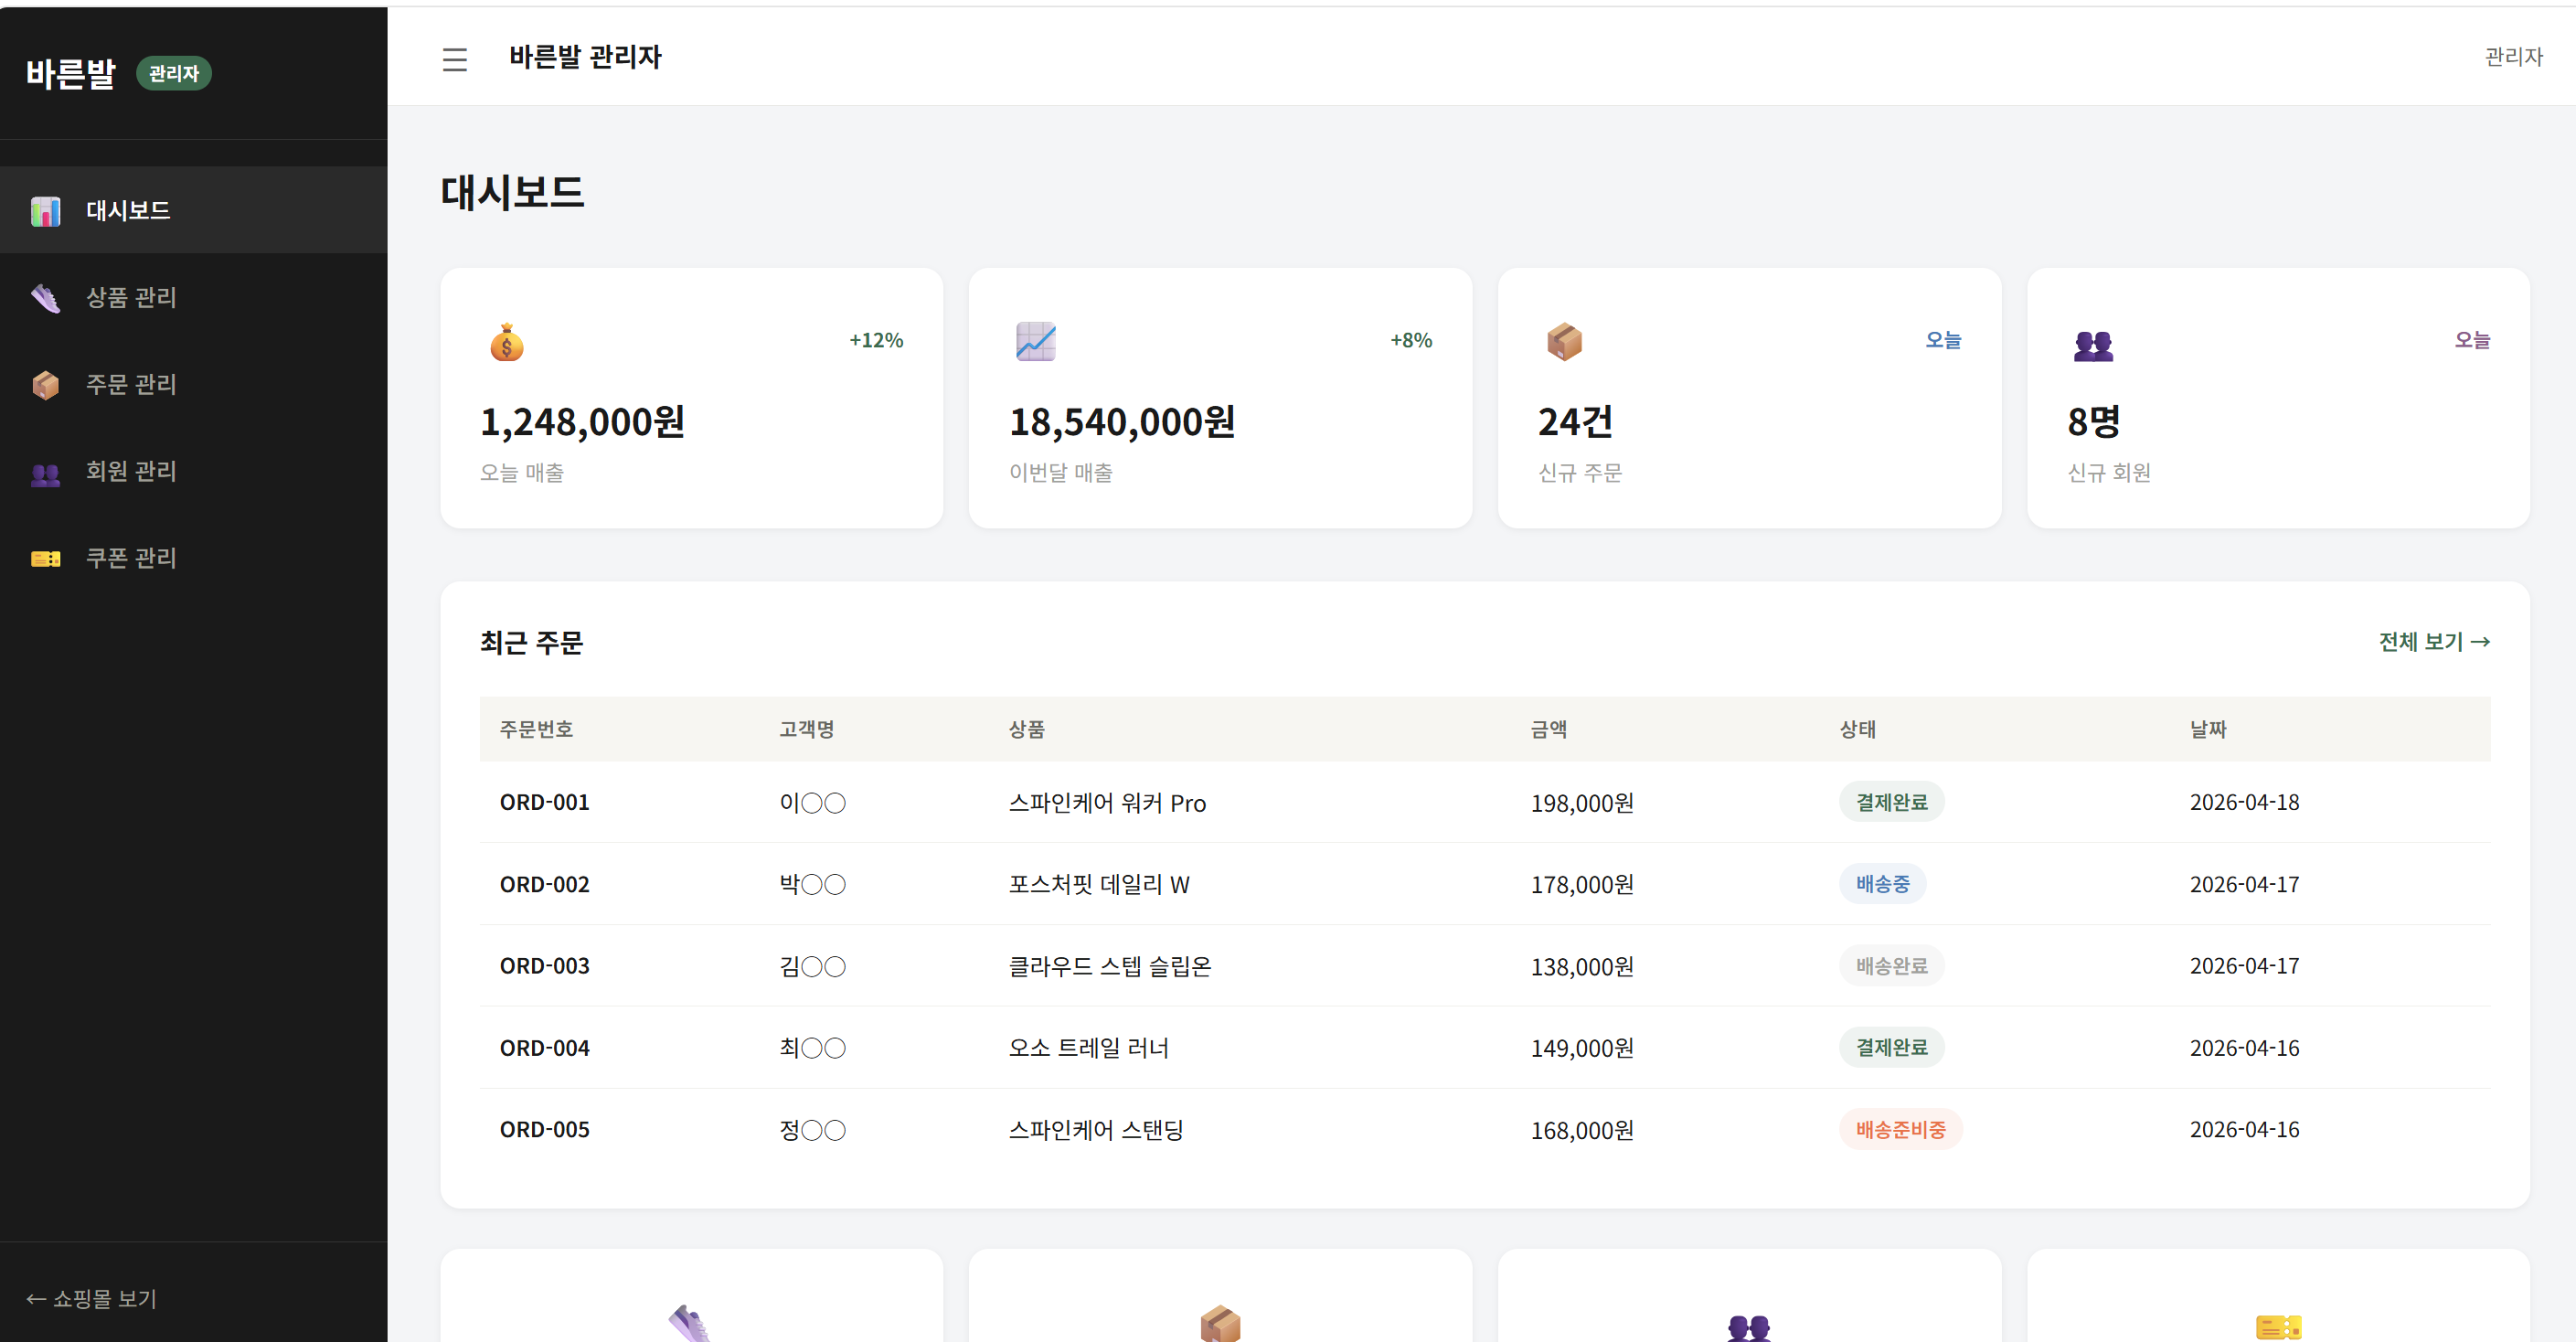 바른발 관리자
대시보드
상품 관리
주문 관리
회원 관리
쿠폰 관리
← 쇼핑몰 보기
바른발 관리자
관리자
대시보드
+12%
1,248,000원
오늘 매출
+8%
18,540,000원
이번달 매출
오늘
24건
신규 주문
오늘
8명
신규 회원
최근 주문
전체 보기 →
주문번호 고객명 상품 금액 상태 날짜
ORD-001 이○○ 스파인케어 워커 Pro 198,000원 결제완료 2026-04-18
ORD-002 박○○ 포스처핏 데일리 W 178,000원 배송중 2026-04-17
ORD-003 김○○ 클라우드 스텝 슬립온 138,000원 배송완료 2026-04-17
ORD-004 최○○ 오소 트레일 러너 149,000원 결제완료 2026-04-16
ORD-005 정○○ 스파인케어 스탠딩 168,000원 배송준비중 2026-04-16